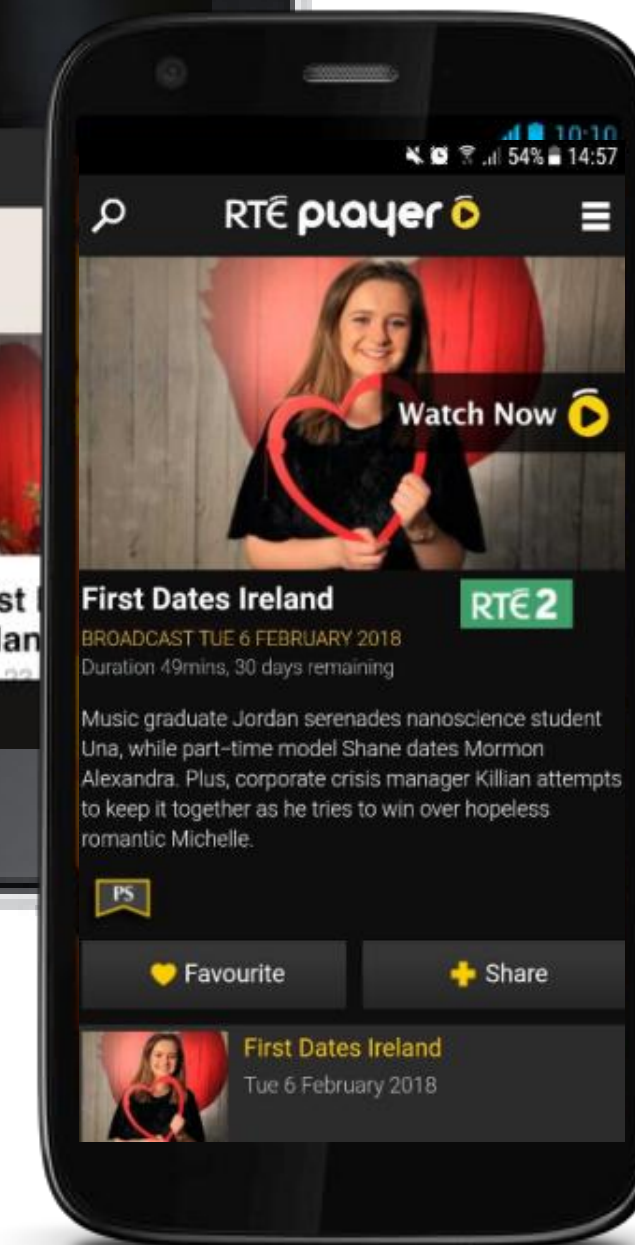 10:10
54% 14:57
RTÉ player
Watch Now
First Dates Ireland
RTÉ 2
BROADCAST TUE 6 FEBRUARY 2018
Duration 49mins, 30 days remaining
Music graduate Jordan serenades nanoscience student
Una, while part-time model Shane dates Mormon
Alexandra. Plus, corporate crisis manager Killian attempts
to keep it together as he tries to win over hopeless
romantic Michelle.
PS
Favourite
Share
First Dates Ireland
Tue 6 February 2018